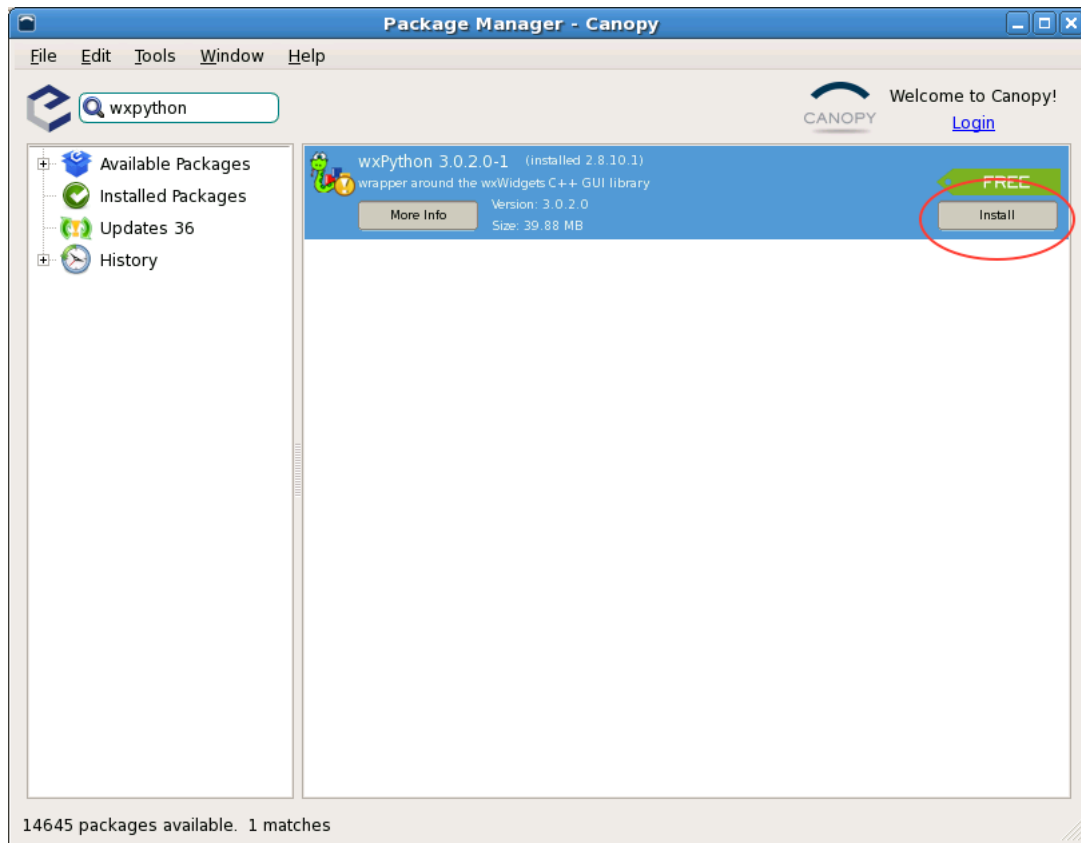 Package Manager - Canopy
File Edit Tools Window Help
wxpython
CANOPY
Welcome to Canopy!
Login
Available Packages
Installed Packages
Updates 36
History
wxPython 3.0.2.0-1 (installed 2.8.10.1)
wrapper around the wxWidgets C++ GUI library
More Info
Version: 3.0.2.0
Size: 39.88 MB
FREE
Install
14645 packages available. 1 matches